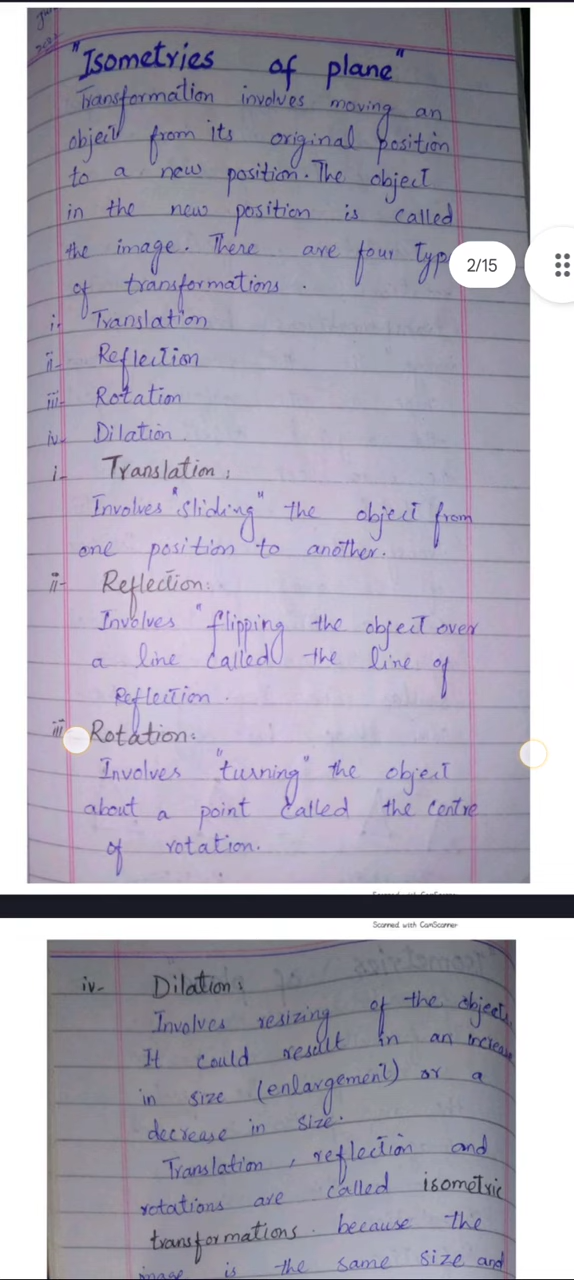 "Isometries of plane"
Transformation involves moving an
object from its original position
to a new position. The object
in the new position is called
the image. There are four Typ
2/15
of transformations.
i- Translation
ii- Reflection
iii- Rotation
iv- Dilation.
i- Translation:
Involves "sliding" the object from
one position to another.
ii- Reflection:
Involves "flipping the object over
a line called the line of
Reflection.
iii- Rotation:
Involves "turning" the object
about a point called the centre
of rotation.
Scanned with CamScanner
iv- Dilation:
Involves resizing of the object.
It could result in an increase
in size (enlargement) or a
decrease in size.
Translation, reflection and
rotations are called isometric
transformations. because the
image is the same size and